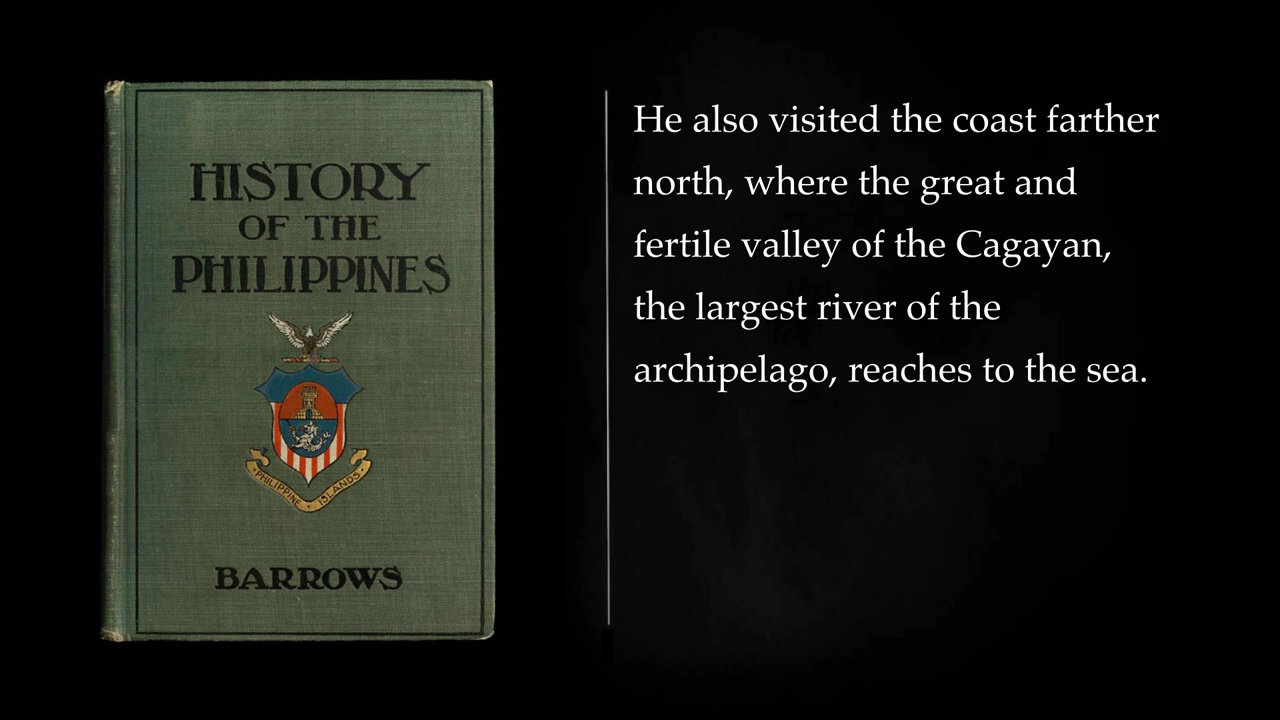 HISTORY
OF THE
PHILIPPINES
PHILIPPINE ISLANDS
BARROWS
He also visited the coast farther
north, where the great and
fertile valley of the Cagayan,
the largest river of the
archipelago, reaches to the sea.